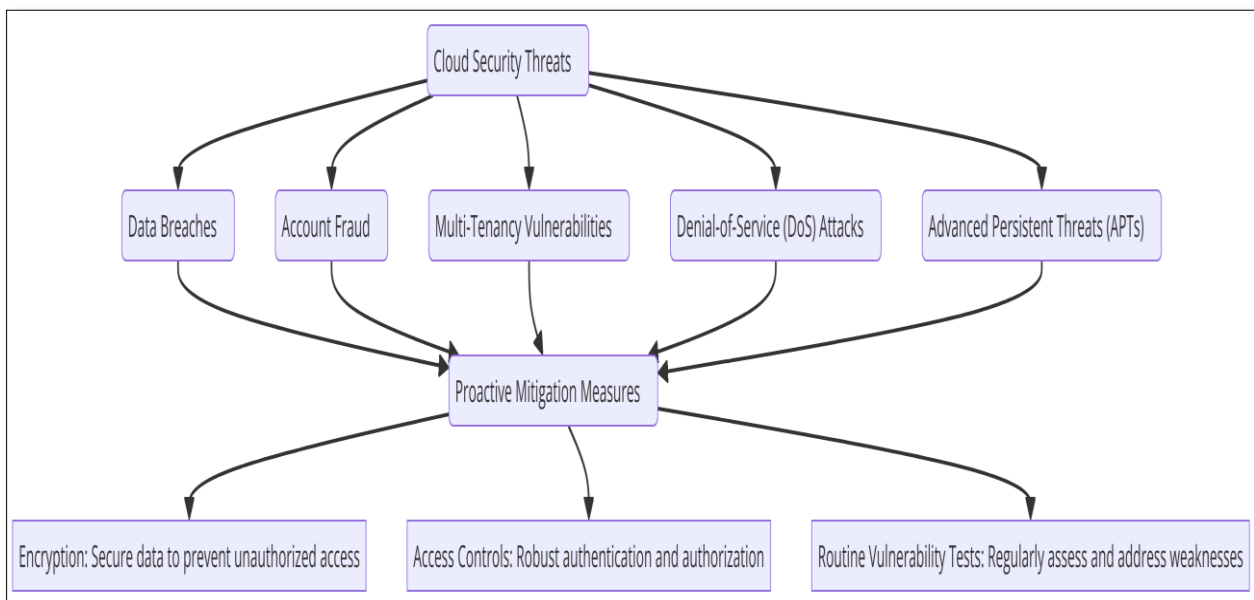 Cloud Security Threats
Data Breaches
Account Fraud
Multi-Tenancy Vulnerabilities
Denial-of-Service (DoS) Attacks
Advanced Persistent Threats (APTs)
Proactive Mitigation Measures
Encryption: Secure data to prevent unauthorized access
Access Controls: Robust authentication and authorization
Routine Vulnerability Tests: Regularly assess and address weaknesses